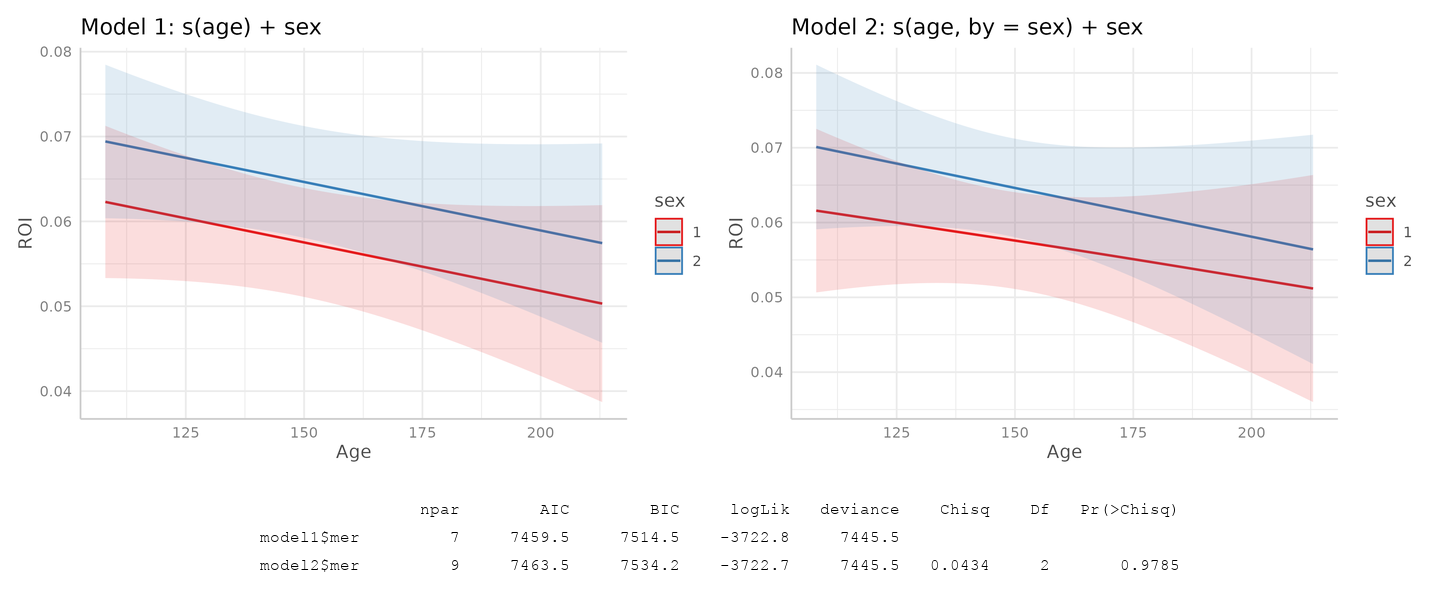 Model 1: s(age) + sex
0.08
0.07
0.06
0.05
0.04
ROI
125 150 175 200
Age
sex
1
2
Model 2: s(age, by = sex) + sex
0.08
0.07
0.06
0.05
0.04
ROI
125 150 175 200
Age
sex
1
2
npar AIC BIC logLik deviance Chisq Df Pr(>Chisq)
model1$mer 7 7459.5 7514.5 -3722.8 7445.5
model2$mer 9 7463.5 7534.2 -3722.7 7445.5 0.0434 2 0.9785